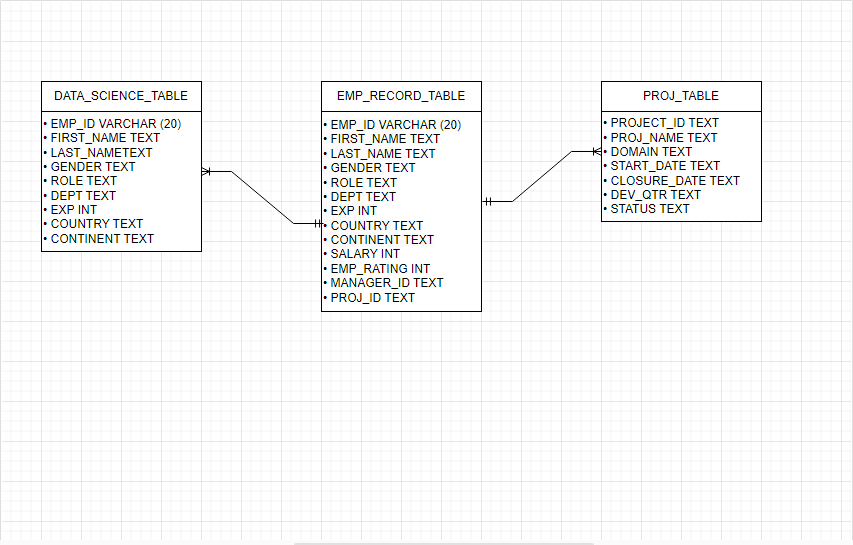 DATA_SCIENCE_TABLE
• EMP_ID VARCHAR (20)
• FIRST_NAME TEXT
• LAST_NAMETEXT
• GENDER TEXT
• ROLE TEXT
• DEPT TEXT
• EXP INT
• COUNTRY TEXT
• CONTINENT TEXT
EMP_RECORD_TABLE
• EMP_ID VARCHAR (20)
• FIRST_NAME TEXT
• LAST_NAME TEXT
• GENDER TEXT
• ROLE TEXT
• DEPT TEXT
• EXP INT
• COUNTRY TEXT
• CONTINENT TEXT
• SALARY INT
• EMP_RATING INT
• MANAGER_ID TEXT
• PROJ_ID TEXT
PROJ_TABLE
• PROJECT_ID TEXT
• PROJ_NAME TEXT
• DOMAIN TEXT
• START_DATE TEXT
• CLOSURE_DATE TEXT
• DEV_QTR TEXT
• STATUS TEXT